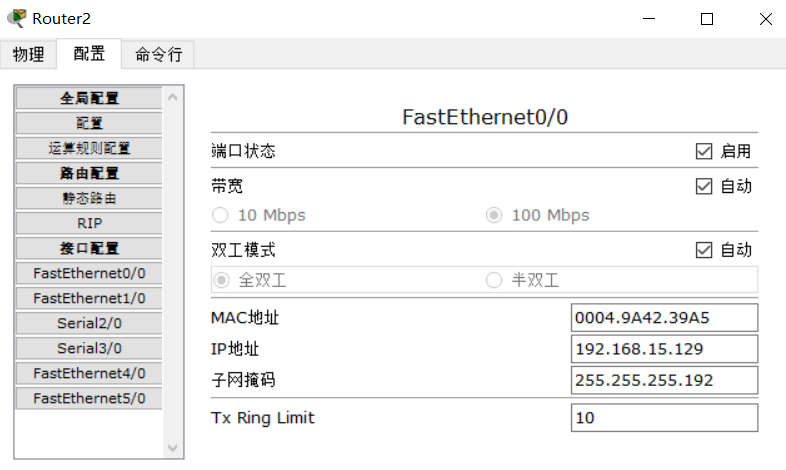 Router2
物理 配置 命令行
全局配置
配置
运算规则配置
路由配置
静态路由
RIP
接口配置
FastEthernet0/0
FastEthernet1/0
Serial2/0
Serial3/0
FastEthernet4/0
FastEthernet5/0
FastEthernet0/0
端口状态 启用
带宽 自动
10 Mbps 100 Mbps
双工模式 自动
全双工 半双工
MAC地址 0004.9A42.39A5
IP地址 192.168.15.129
子网掩码 255.255.255.192
Tx Ring Limit 10